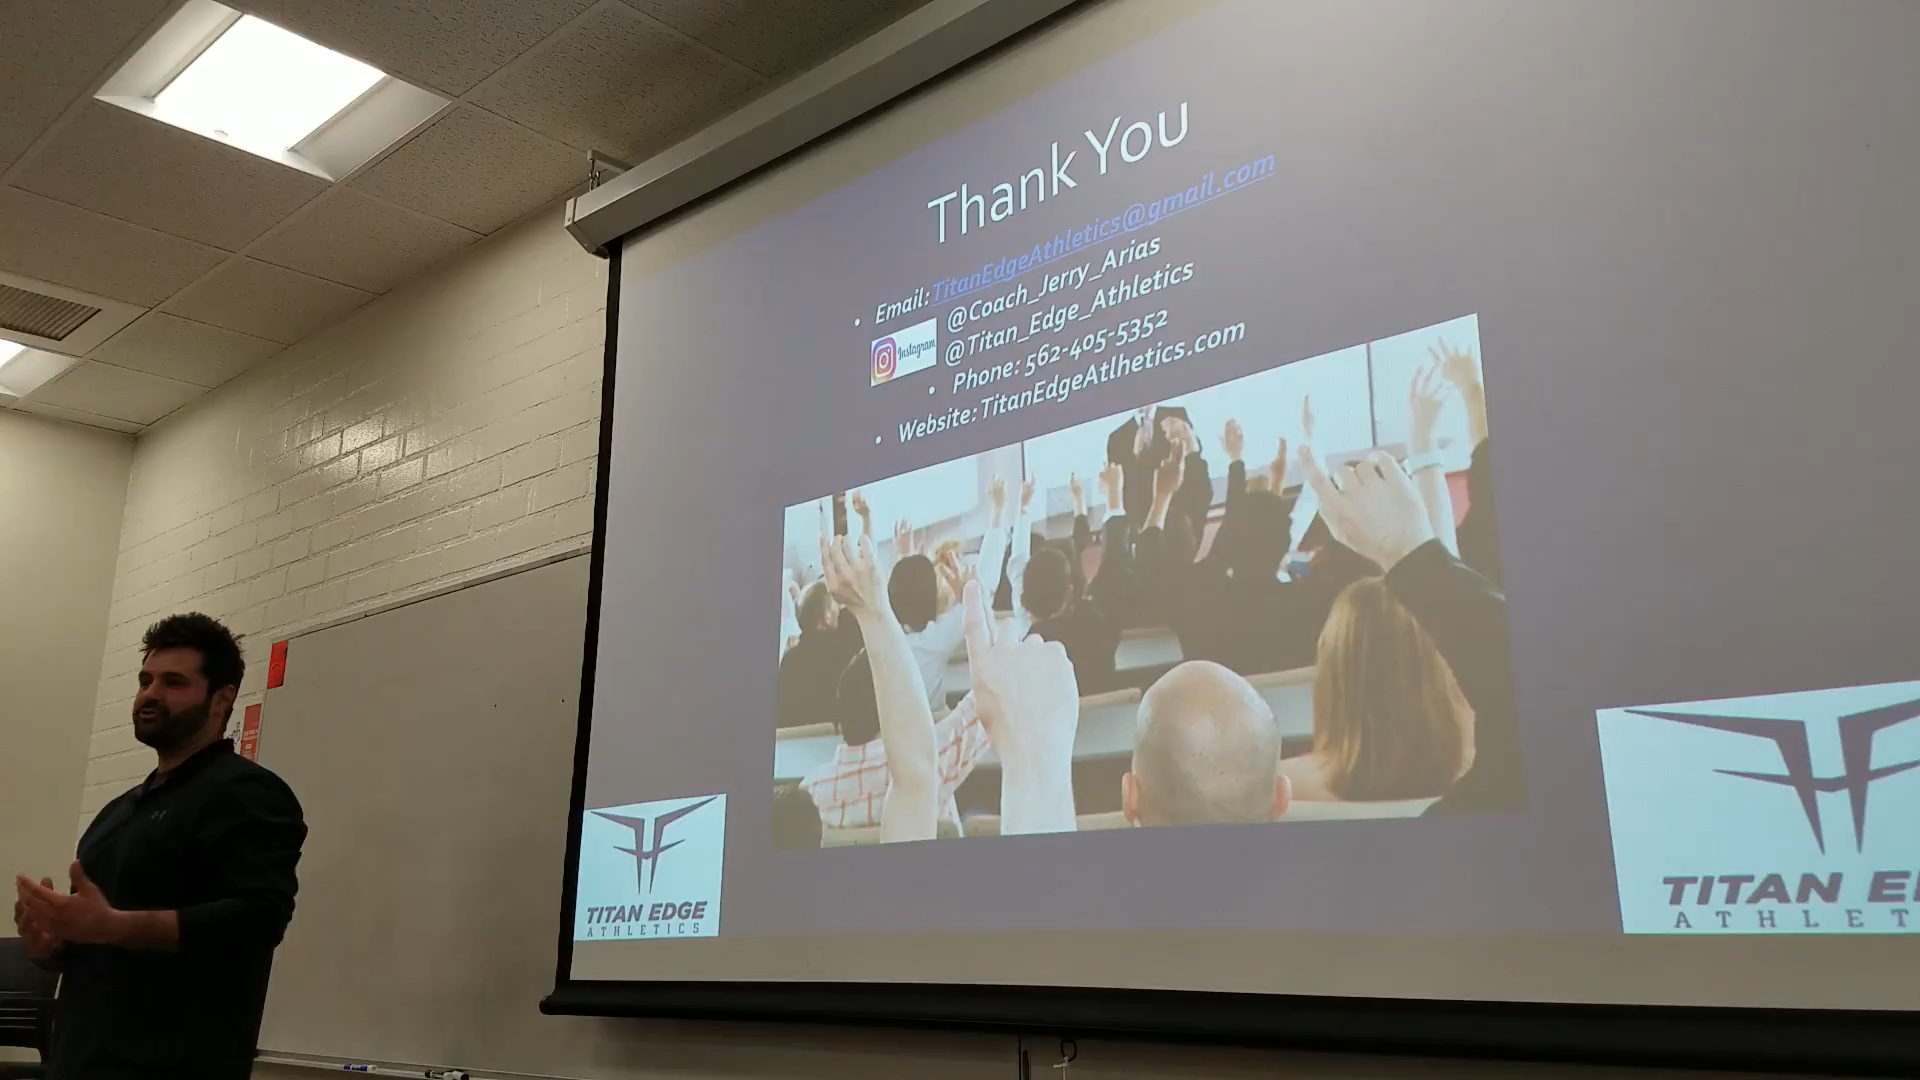 Thank You
• Email: TitanEdgeAthletics@gmail.com
Instagram
@Coach_Jerry_Arias
@Titan_Edge_Athletics
• Phone: 562-405-5352
• Website: TitanEdgeAtlhetics.com
TITAN EDGE
ATHLETICS
TITAN E
ATHLET